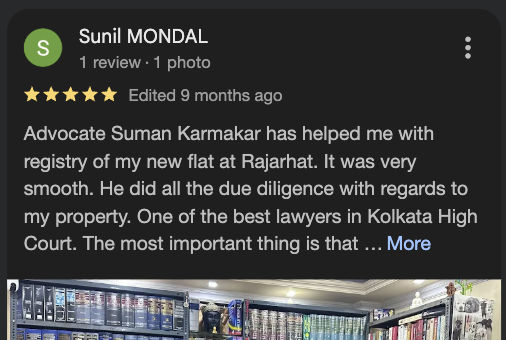 S
Sunil MONDAL
1 review · 1 photo
Edited 9 months ago
Advocate Suman Karmakar has helped me with
registry of my new flat at Rajarhat. It was very
smooth. He did all the due diligence with regards to
my property. One of the best lawyers in Kolkata High
Court. The most important thing is that … More